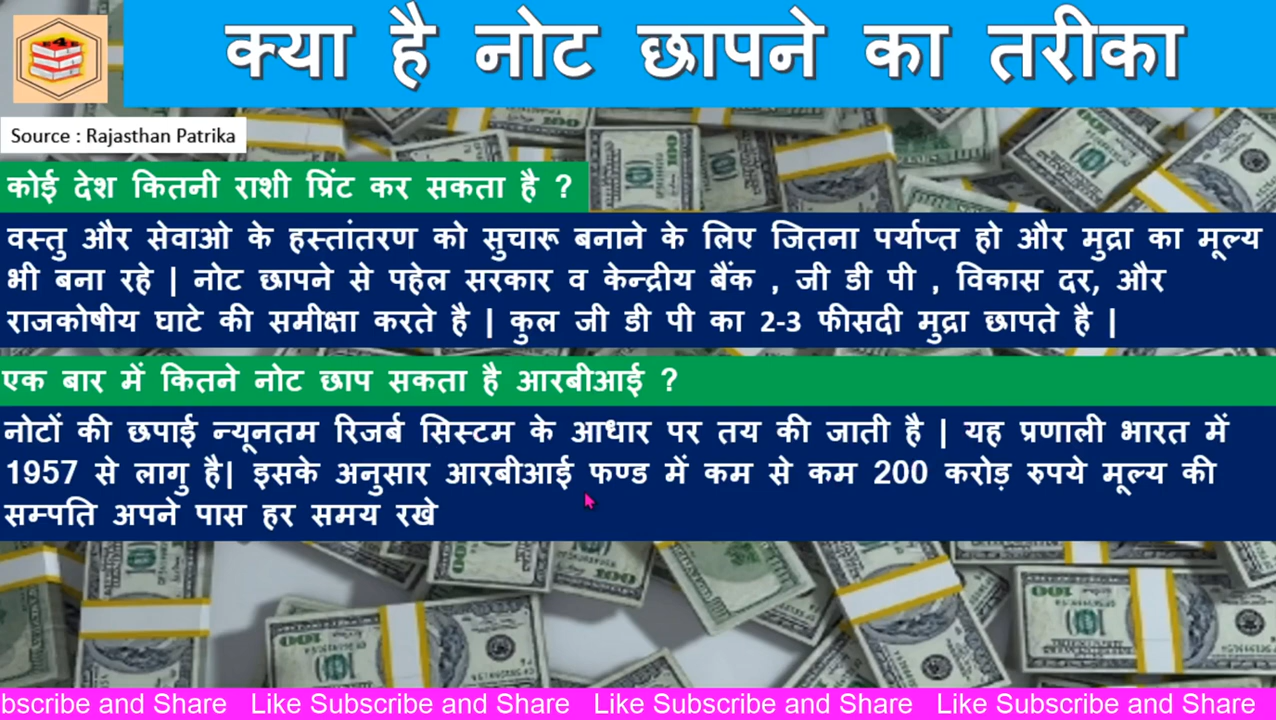 क्या है नोट छापने का तरीका
Source : Rajasthan Patrika
कोई देश कितनी राशी प्रिंट कर सकता है ?
वस्तु और सेवाओ के हस्तांतरण को सुचारू बनाने के लिए जितना पर्याप्त हो और मुद्रा का मूल्य
भी बना रहे | नोट छापने से पहेल सरकार व केन्द्रीय बैंक , जी डी पी , विकास दर, और
राजकोषीय घाटे की समीक्षा करते है | कुल जी डी पी का 2-3 फीसदी मुद्रा छापते है |
एक बार में कितने नोट छाप सकता है आरबीआई ?
नोटों की छपाई न्यूनतम रिजर्ब सिस्टम के आधार पर तय की जाती है | यह प्रणाली भारत में
1957 से लागु है| इसके अनुसार आरबीआई फण्ड में कम से कम 200 करोड़ रुपये मूल्य की
सम्पति अपने पास हर समय रखे
bscribe and Share Like Subscribe and Share Like Subscribe and Share Like Subscribe and Share